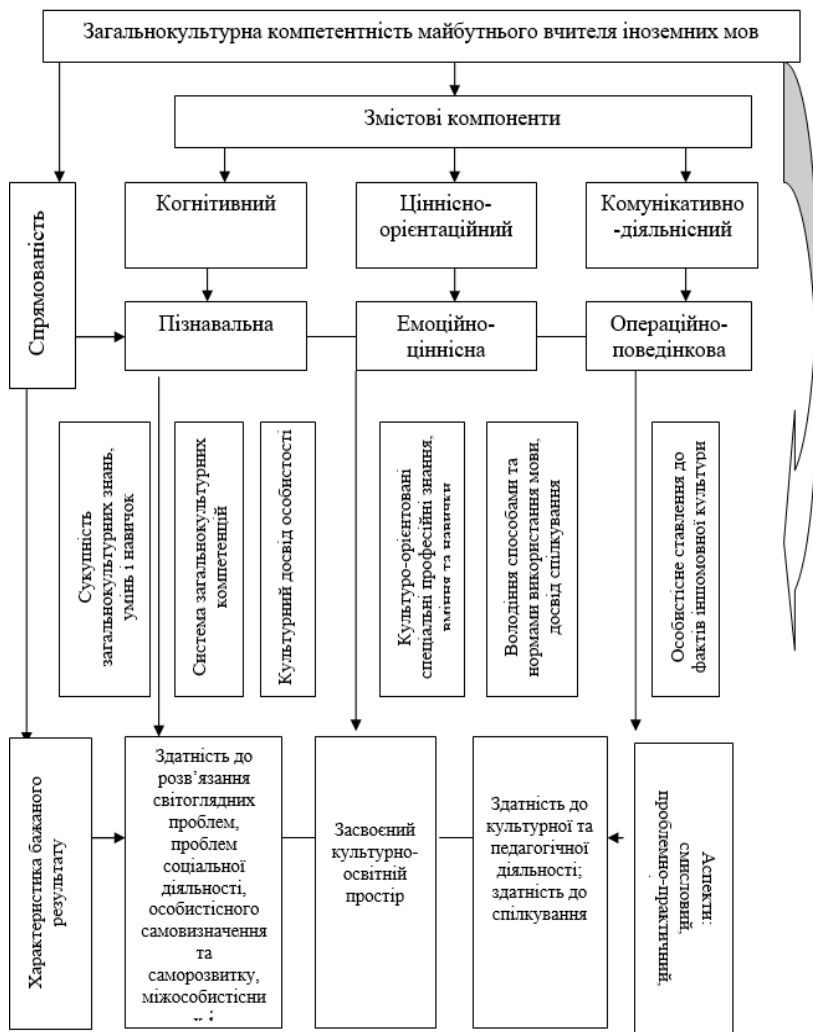 Загальнокультурна компетентність майбутнього вчителя іноземних мов
Змістові компоненти
Спрямованість
Когнітивний
Ціннісно-
орієнтаційний
Комунікативно
-діяльнісний
Пізнавальна
Емоційно-
ціннісна
Операційно-
поведінкова
Сукупність
загальнокультурних знань,
умінь і навичок
Система загальнокультурних
компетенцій
Культурний досвід особистості
Культуро-орієнтовані
спеціальні професійні знання,
вміння та навички
Володіння способами та
нормами використання мови,
досвід спілкування
Особистісне ставлення до
фактів іншомовної культури
Характеристика бажаного
результату
Здатність до
розв’язання
світоглядних
проблем,
проблем
соціальної
діяльності,
особистісного
самовизначення
та
саморозвитку,
міжособистісни
Засвоєний
культурно-
освітній
простір
Здатність до
культурної та
педагогічної
діяльності;
здатність до
спілкування
Аспекти:
смисловий,
проблемно-практичний,